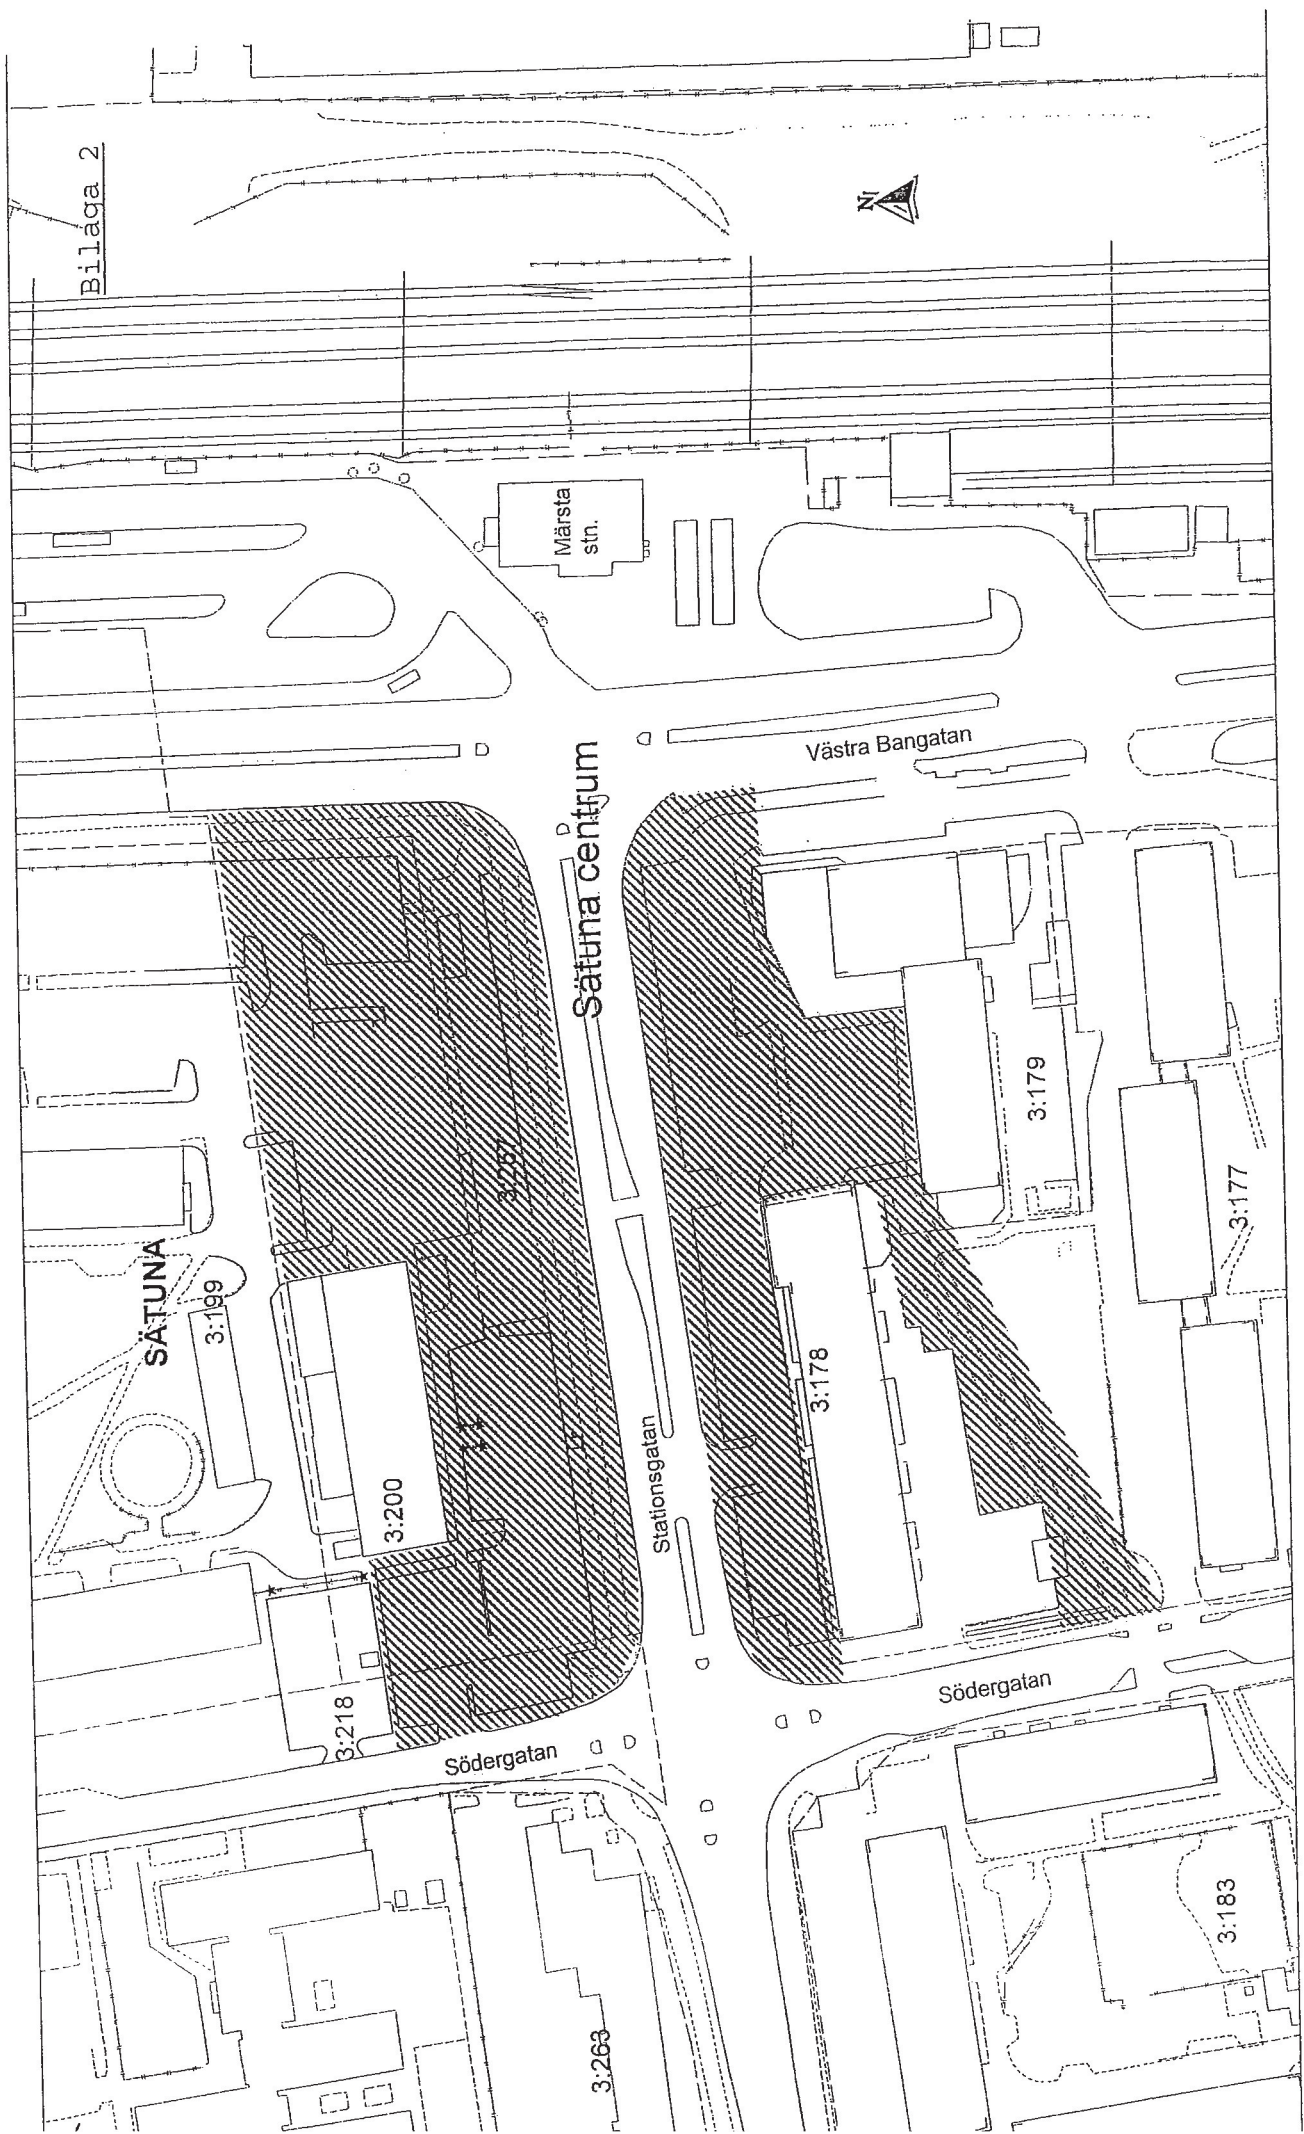 Bilaga 2
N
Märsta
stn.
Västra Bangatan
Sätuna centrum
SÄTUNA
3:199
3:267
3:179
3:177
3:178
3:200
Stationsgatan
3:218
Södergatan
Södergatan
3:263
3:183